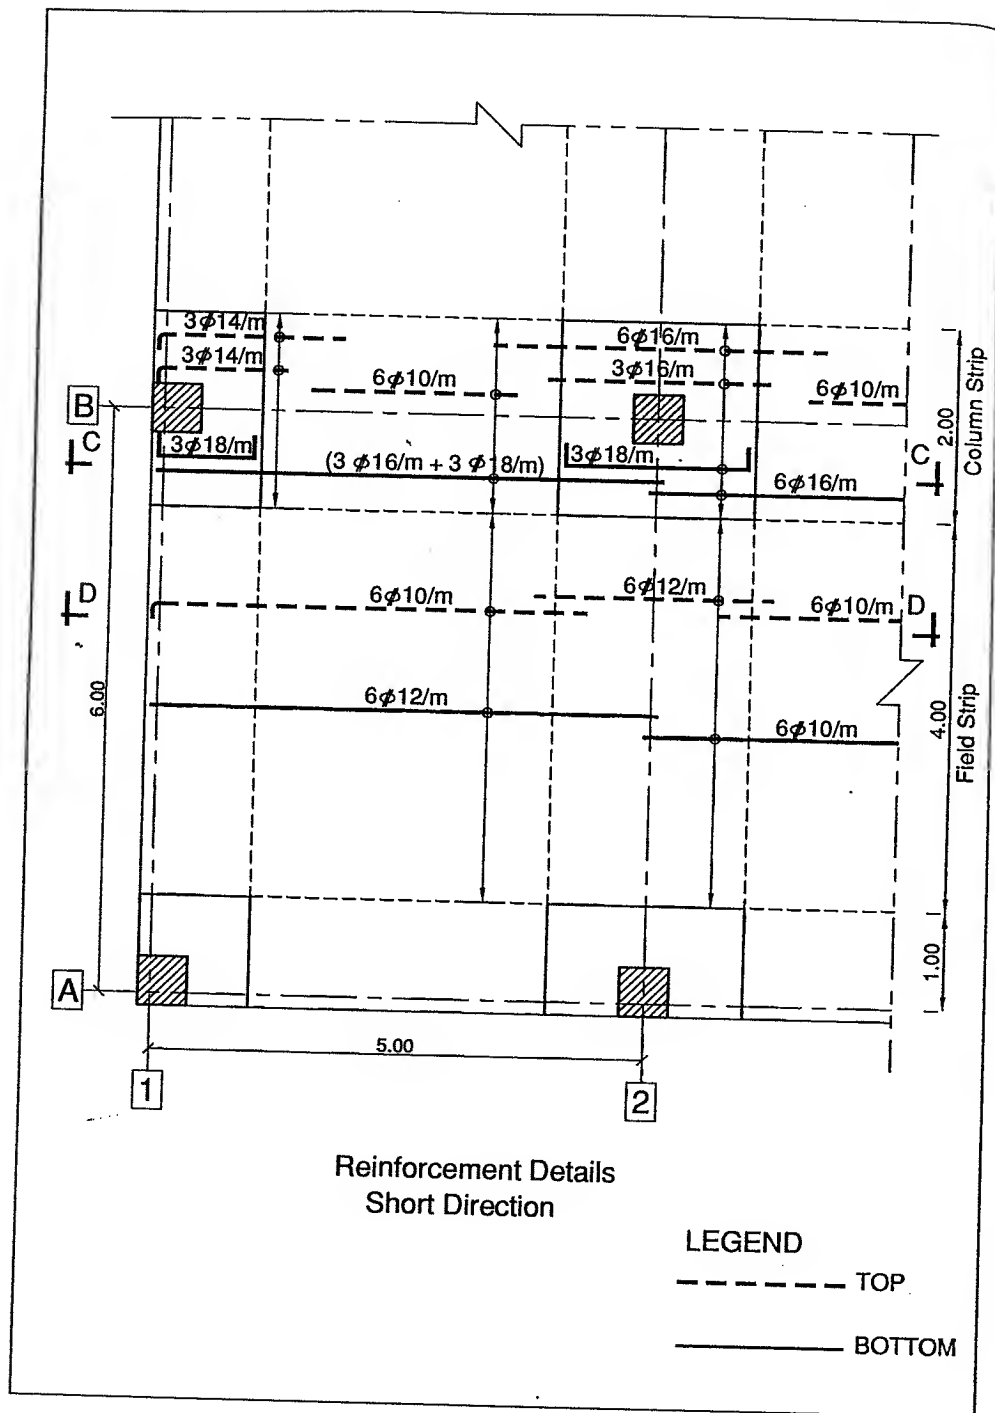 3ϕ14/m
6ϕ16/m
3ϕ14/m
3ϕ16/m
6ϕ10/m
6ϕ10/m
B
C
3ϕ18/m
(3 ϕ16/m + 3 ϕ18/m)
3ϕ18/m
C
6ϕ16/m
2.00
Column Strip
D
6ϕ10/m
6ϕ12/m
6ϕ10/m
D
6.00
6ϕ12/m
6ϕ10/m
4.00
Field Strip
A
1.00
5.00
1
2
Reinforcement Details
Short Direction
LEGEND
TOP
BOTTOM